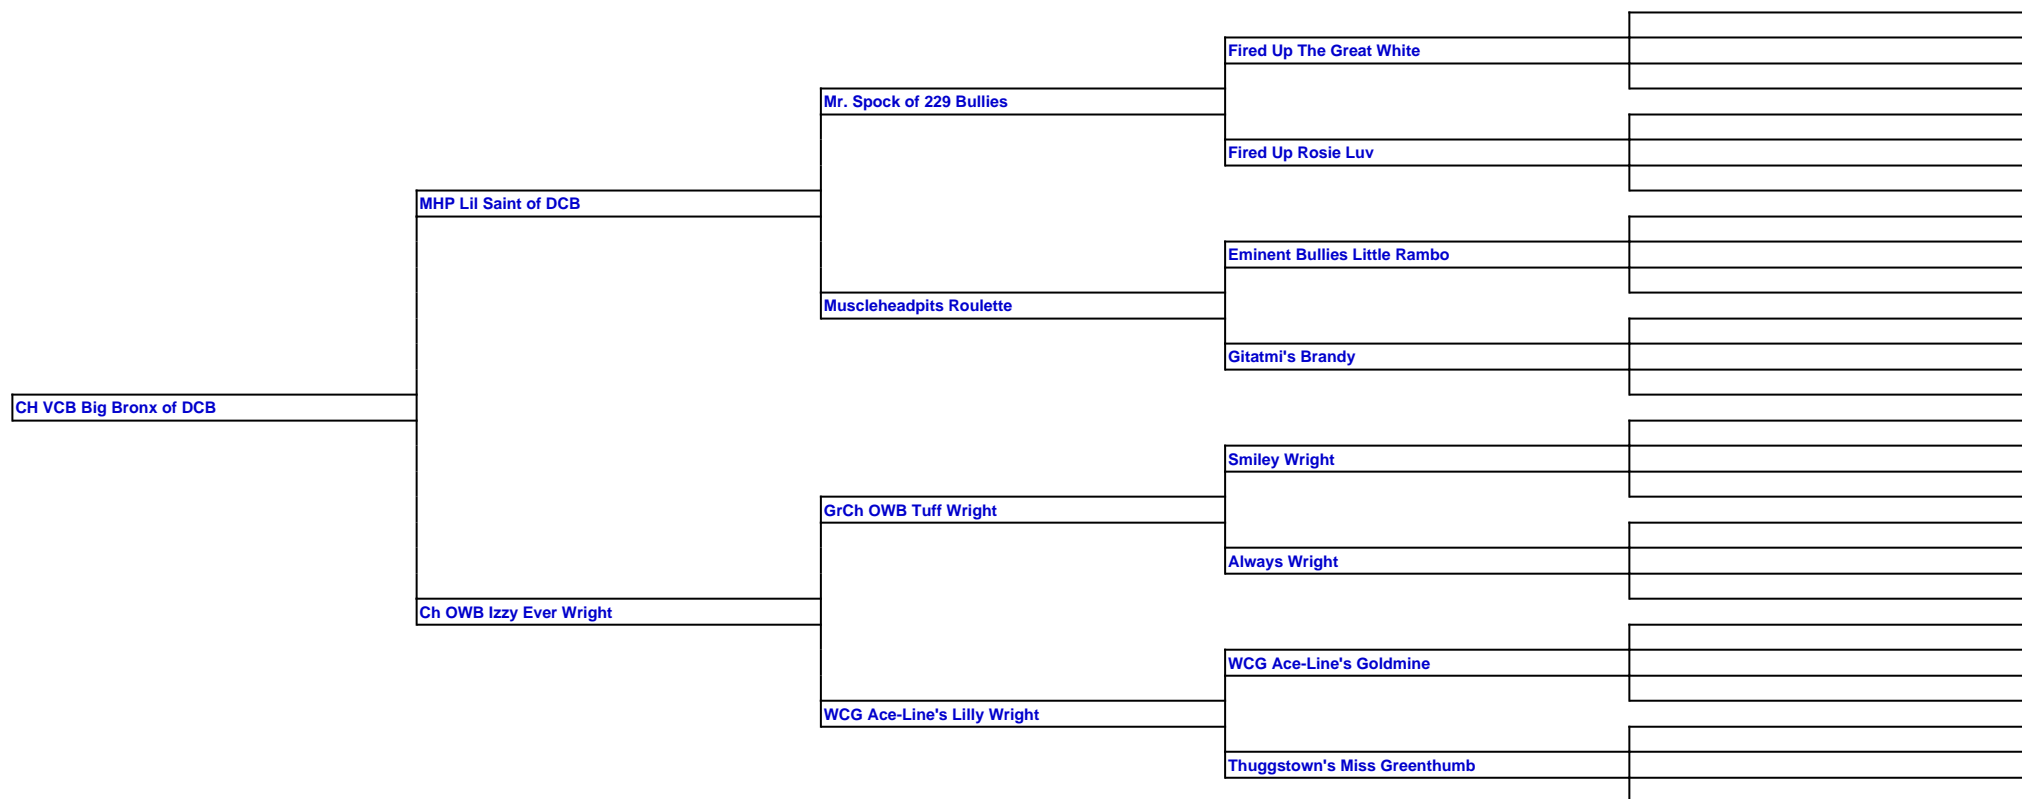 Fired Up The Great White
Mr. Spock of 229 Bullies
Fired Up Rosie Luv
MHP Lil Saint of DCB
Eminent Bullies Little Rambo
Muscleheadpits Roulette
Gitatmi's Brandy
CH VCB Big Bronx of DCB
Smiley Wright
GrCh OWB Tuff Wright
Always Wright
Ch OWB Izzy Ever Wright
WCG Ace-Line's Goldmine
WCG Ace-Line's Lilly Wright
Thuggstown's Miss Greenthumb